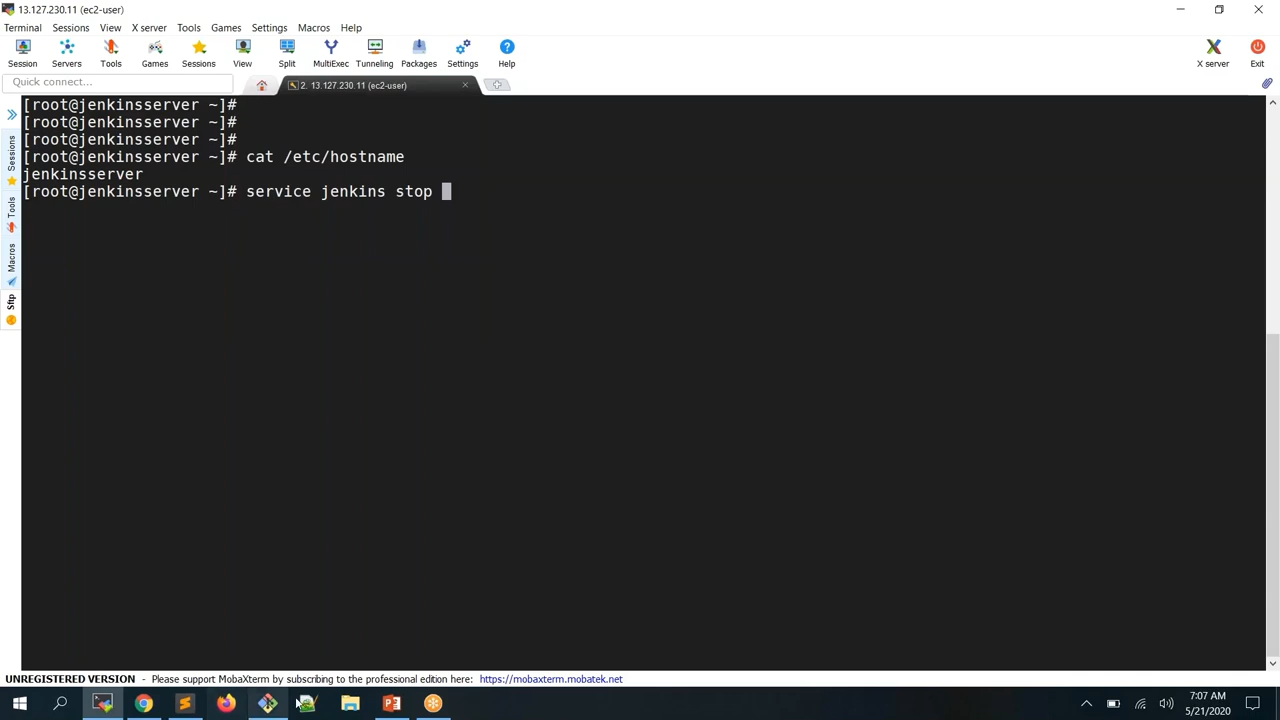 13.127.230.11 (ec2-user)
Terminal Sessions View X server Tools Games Settings Macros Help
Session Servers Tools Games Sessions View Split MultiExec Tunneling Packages Settings Help X server Exit
Quick connect...
2. 13.127.230.11 (ec2-user)
Sessions
Tools
Macros
Sftp
[root@jenkinsserver ~]#
[root@jenkinsserver ~]#
[root@jenkinsserver ~]#
[root@jenkinsserver ~]# cat /etc/hostname
jenkinsserver
[root@jenkinsserver ~]# service jenkins stop
UNREGISTERED VERSION - Please support MobaXterm by subscribing to the professional edition here: https://mobaxterm.mobatek.net
7:07 AM
5/21/2020